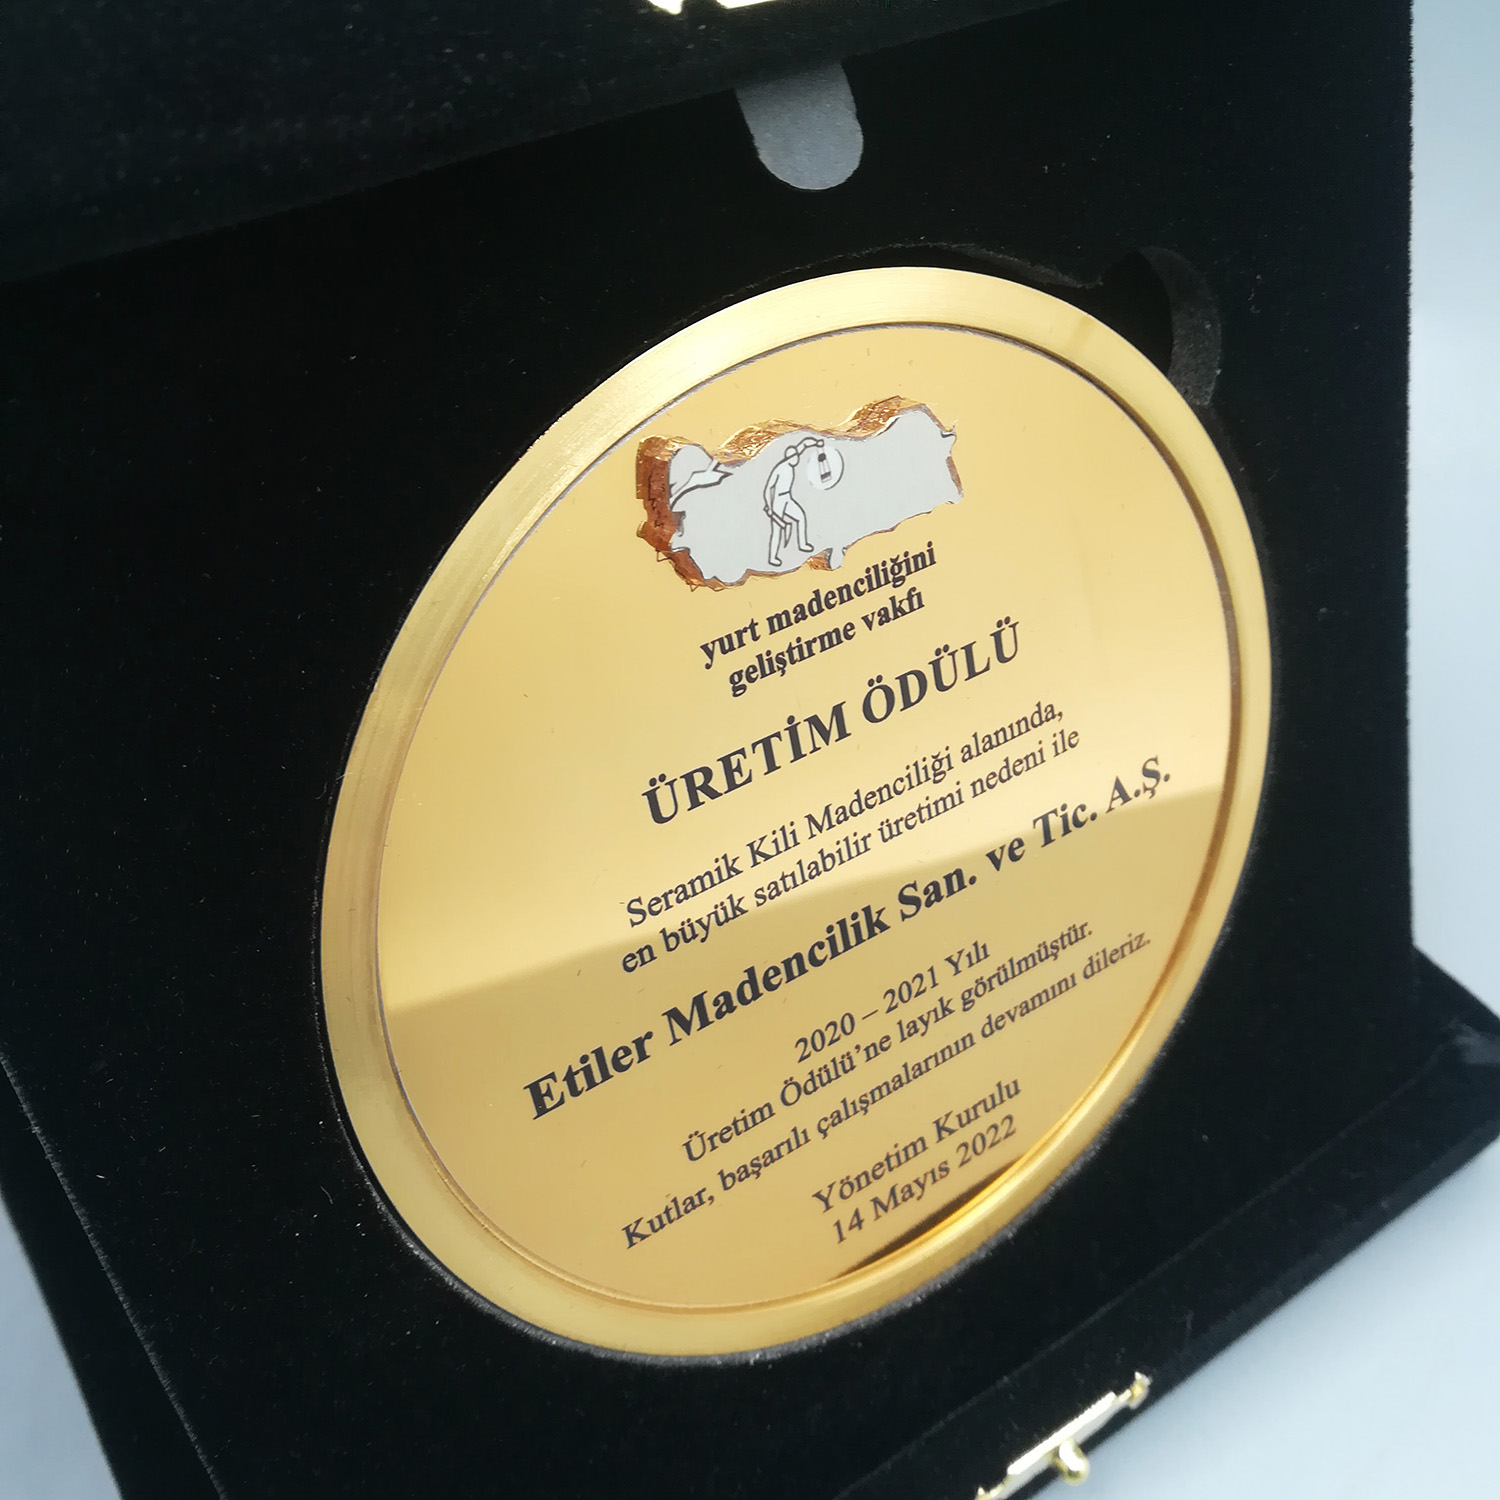 yurt madenciliğini
geliştirme vakfı
ÜRETİM ÖDÜLÜ
Seramik Kili Madenciliği alanında,
en büyük satılabilir üretimi nedeni ile
Etiler Madencilik San. ve Tic. A.Ş.
2020 – 2021 Yılı
Üretim Ödülü’ne layık görülmüştür.
Kutlar, başarılı çalışmalarının devamını dileriz.
Yönetim Kurulu
14 Mayıs 2022